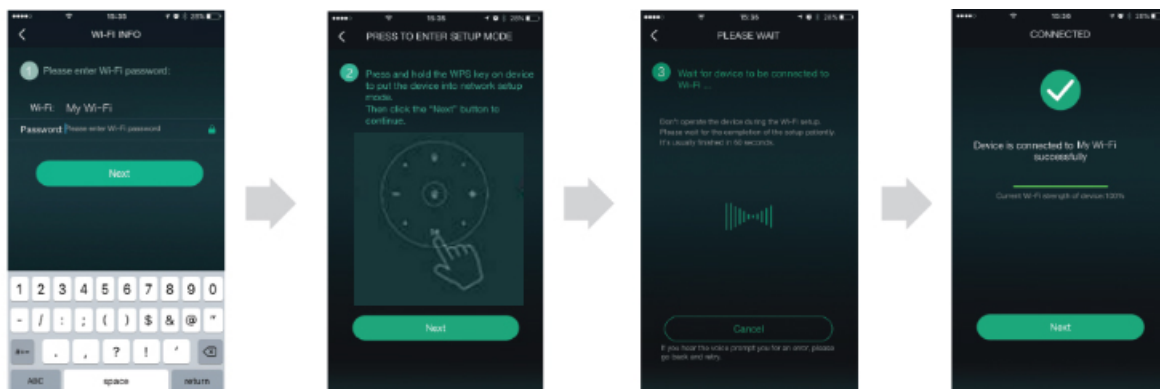 15:35
28%
WI-FI INFO
1 Please enter Wi-Fi password:
Wi-Fi: My Wi-Fi
Password: Please enter Wi-Fi password
Next
1 2 3 4 5 6 7 8 9 0
- / : ; ( ) $ & @ "
#+= . , ? ! '
ABC space return
15:35
28%
PRESS TO ENTER SETUP MODE
2 Press and hold the WPS key on device
to put the device into network setup
mode.
Then click the "Next" button to
continue.
Next
15:35
28%
PLEASE WAIT
3 Wait for device to be connected to
Wi-Fi ...
Don't operate the device during the Wi-Fi setup.
Please wait for the completion of the setup patiently.
It's usually finished in 60 seconds.
Cancel
If you hear the voice prompt you for an error, please
go back and retry.
28%
CONNECTED
Device is connected to My Wi-Fi
successfully
Current Wi-Fi strength of device:100%
Next